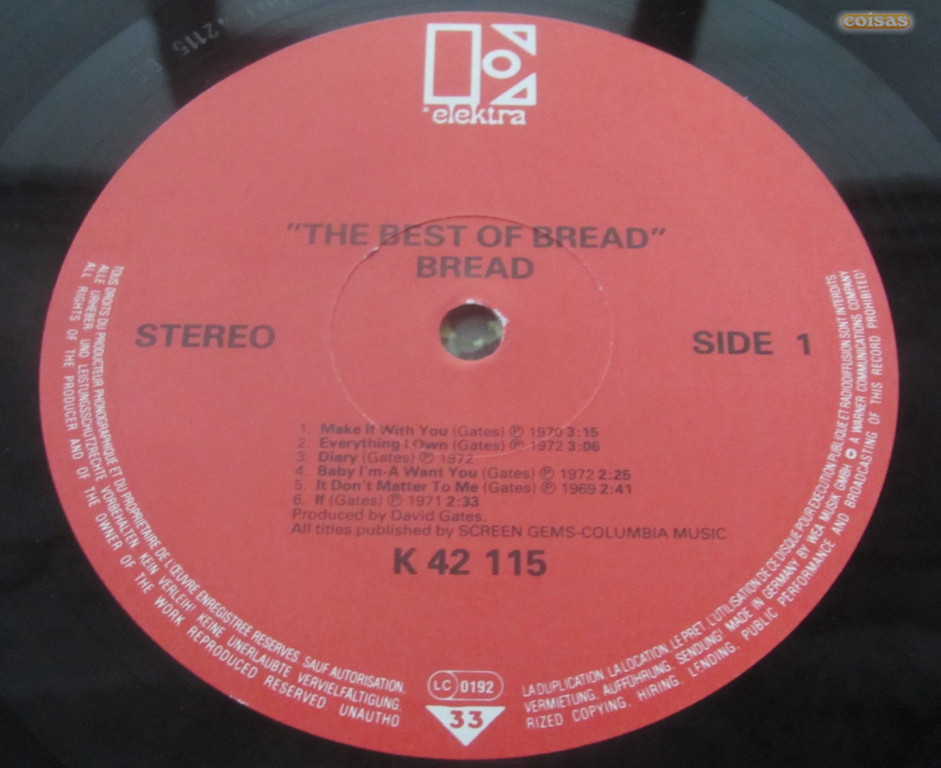 coisas
42115
elektra
"THE BEST OF BREAD"
BREAD
STEREO
SIDE 1
1. Make It With You (Gates) ℗ 1970 3:15
2. Everything I Own (Gates) ℗ 1972 3:06
3. Diary (Gates) ℗ 1972
4. Baby I'm-A Want You (Gates) ℗ 1972 2:25
5. It Don't Matter To Me (Gates) ℗ 1969 2:41
6. If (Gates) ℗ 1971 2:33
Produced by David Gates.
All titles published by SCREEN GEMS-COLUMBIA MUSIC
K 42 115
TOUS DROITS DU PRODUCTEUR PHONOGRAPHIQUE ET DU PROPRIETAIRE DE L'ŒUVRE ENREGISTREE RESERVES SAUF AUTORISATION, LA DUPLICATION, LA LOCATION, LE PRET, L'UTILISATION DE CE DISQUE POUR EXECUTION PUBLIQUE ET RADIODIFFUSION SONT INTERDITS.
ALLE URHEBER- UND LEISTUNGSSCHUTZRECHTE VORBEHALTEN. KEIN VERLEIH! KEINE UNERLAUBTE VERVIELFÄLTIGUNG, VERMIETUNG, AUFFÜHRUNG, SENDUNG! MADE IN GERMANY BY WEA MUSIK GMBH A WARNER COMMUNICATIONS COMPANY
ALL RIGHTS OF THE PRODUCER AND OF THE OWNER OF THE WORK REPRODUCED RESERVED UNAUTHORIZED COPYING, HIRING, LENDING, PUBLIC PERFORMANCE AND BROADCASTING OF THIS RECORD PROHIBITED!
LC 0192
33